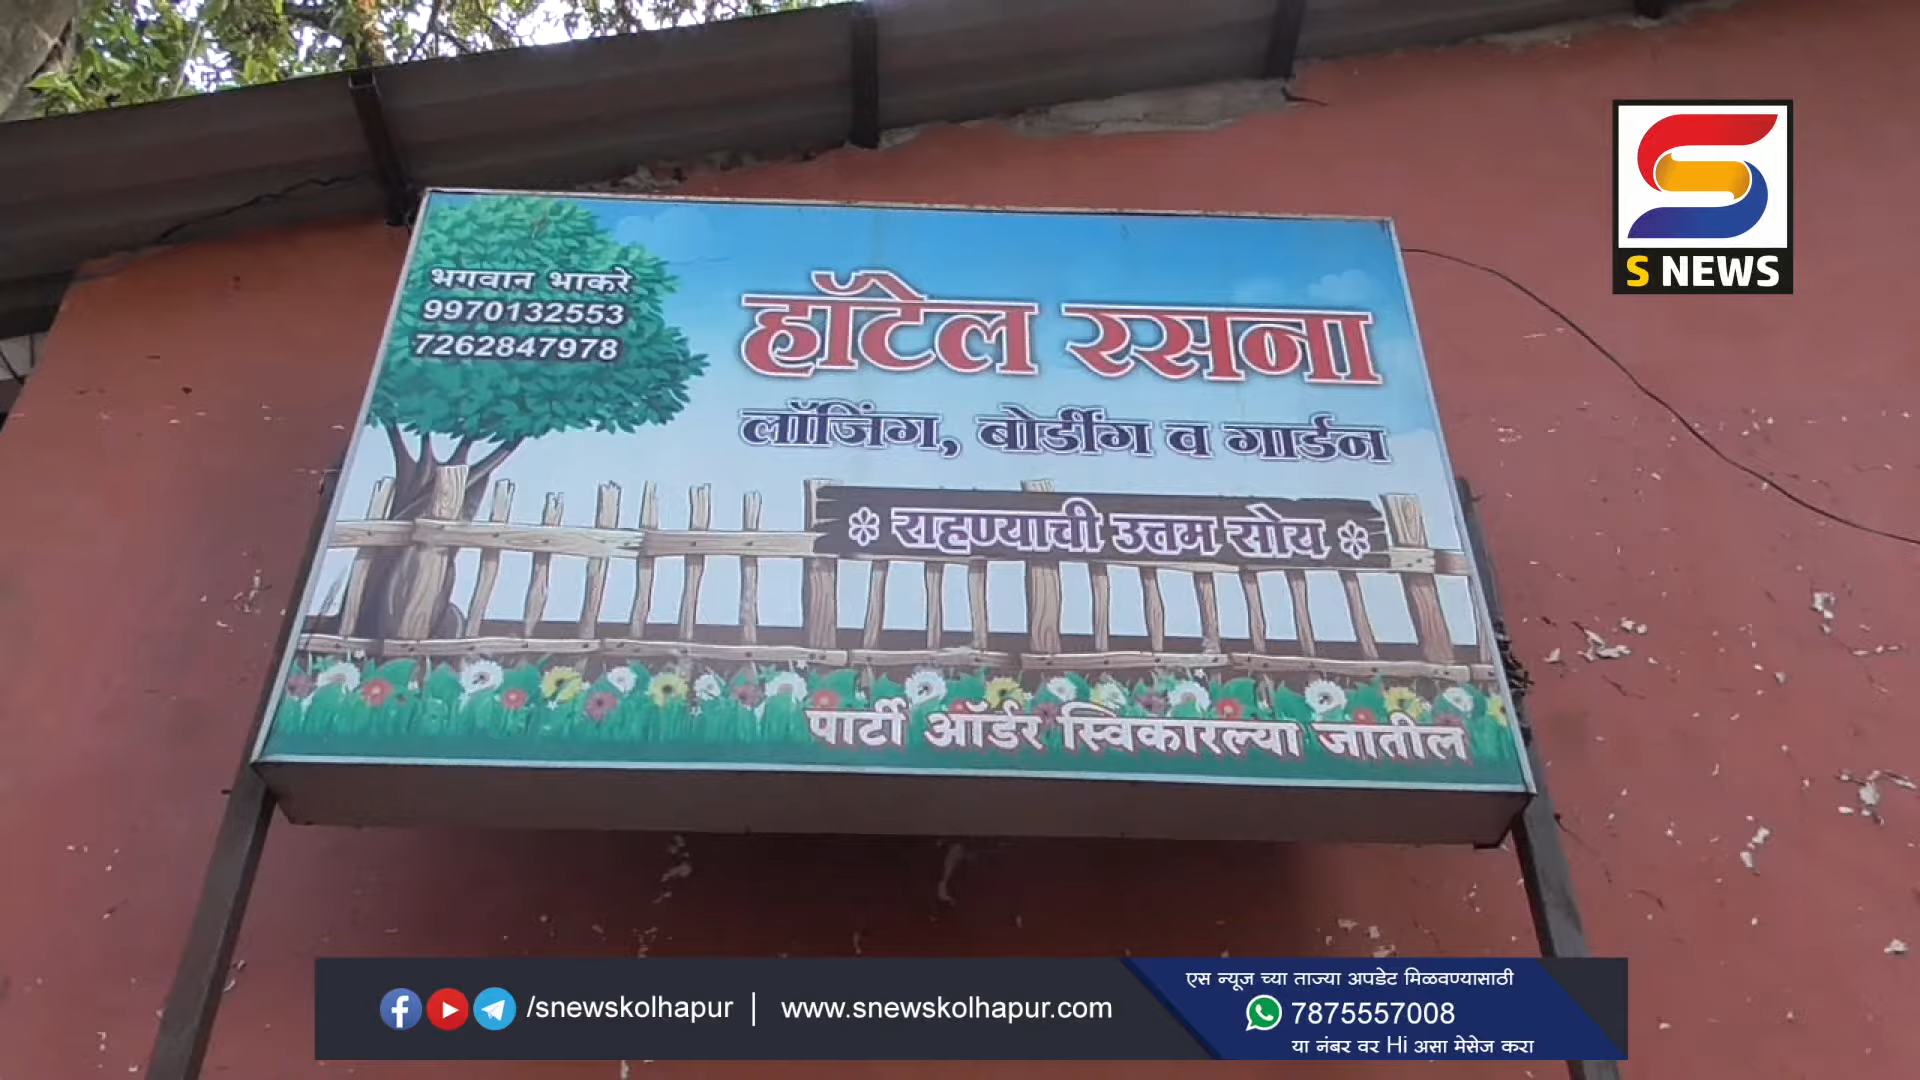 भगवान भाकरे
9970132553
7262847978
हॉटेल रसना
लॉजिंग, बोर्डींग व गार्डन
राहण्याची उत्तम सोय
पार्टी ऑर्डर स्विकारल्या जातील
S NEWS
/snewskolhapur | www.snewskolhapur.com
एस न्यूज च्या ताज्या अपडेट मिळवण्यासाठी
7875557008
या नंबर वर Hi असा मेसेज करा